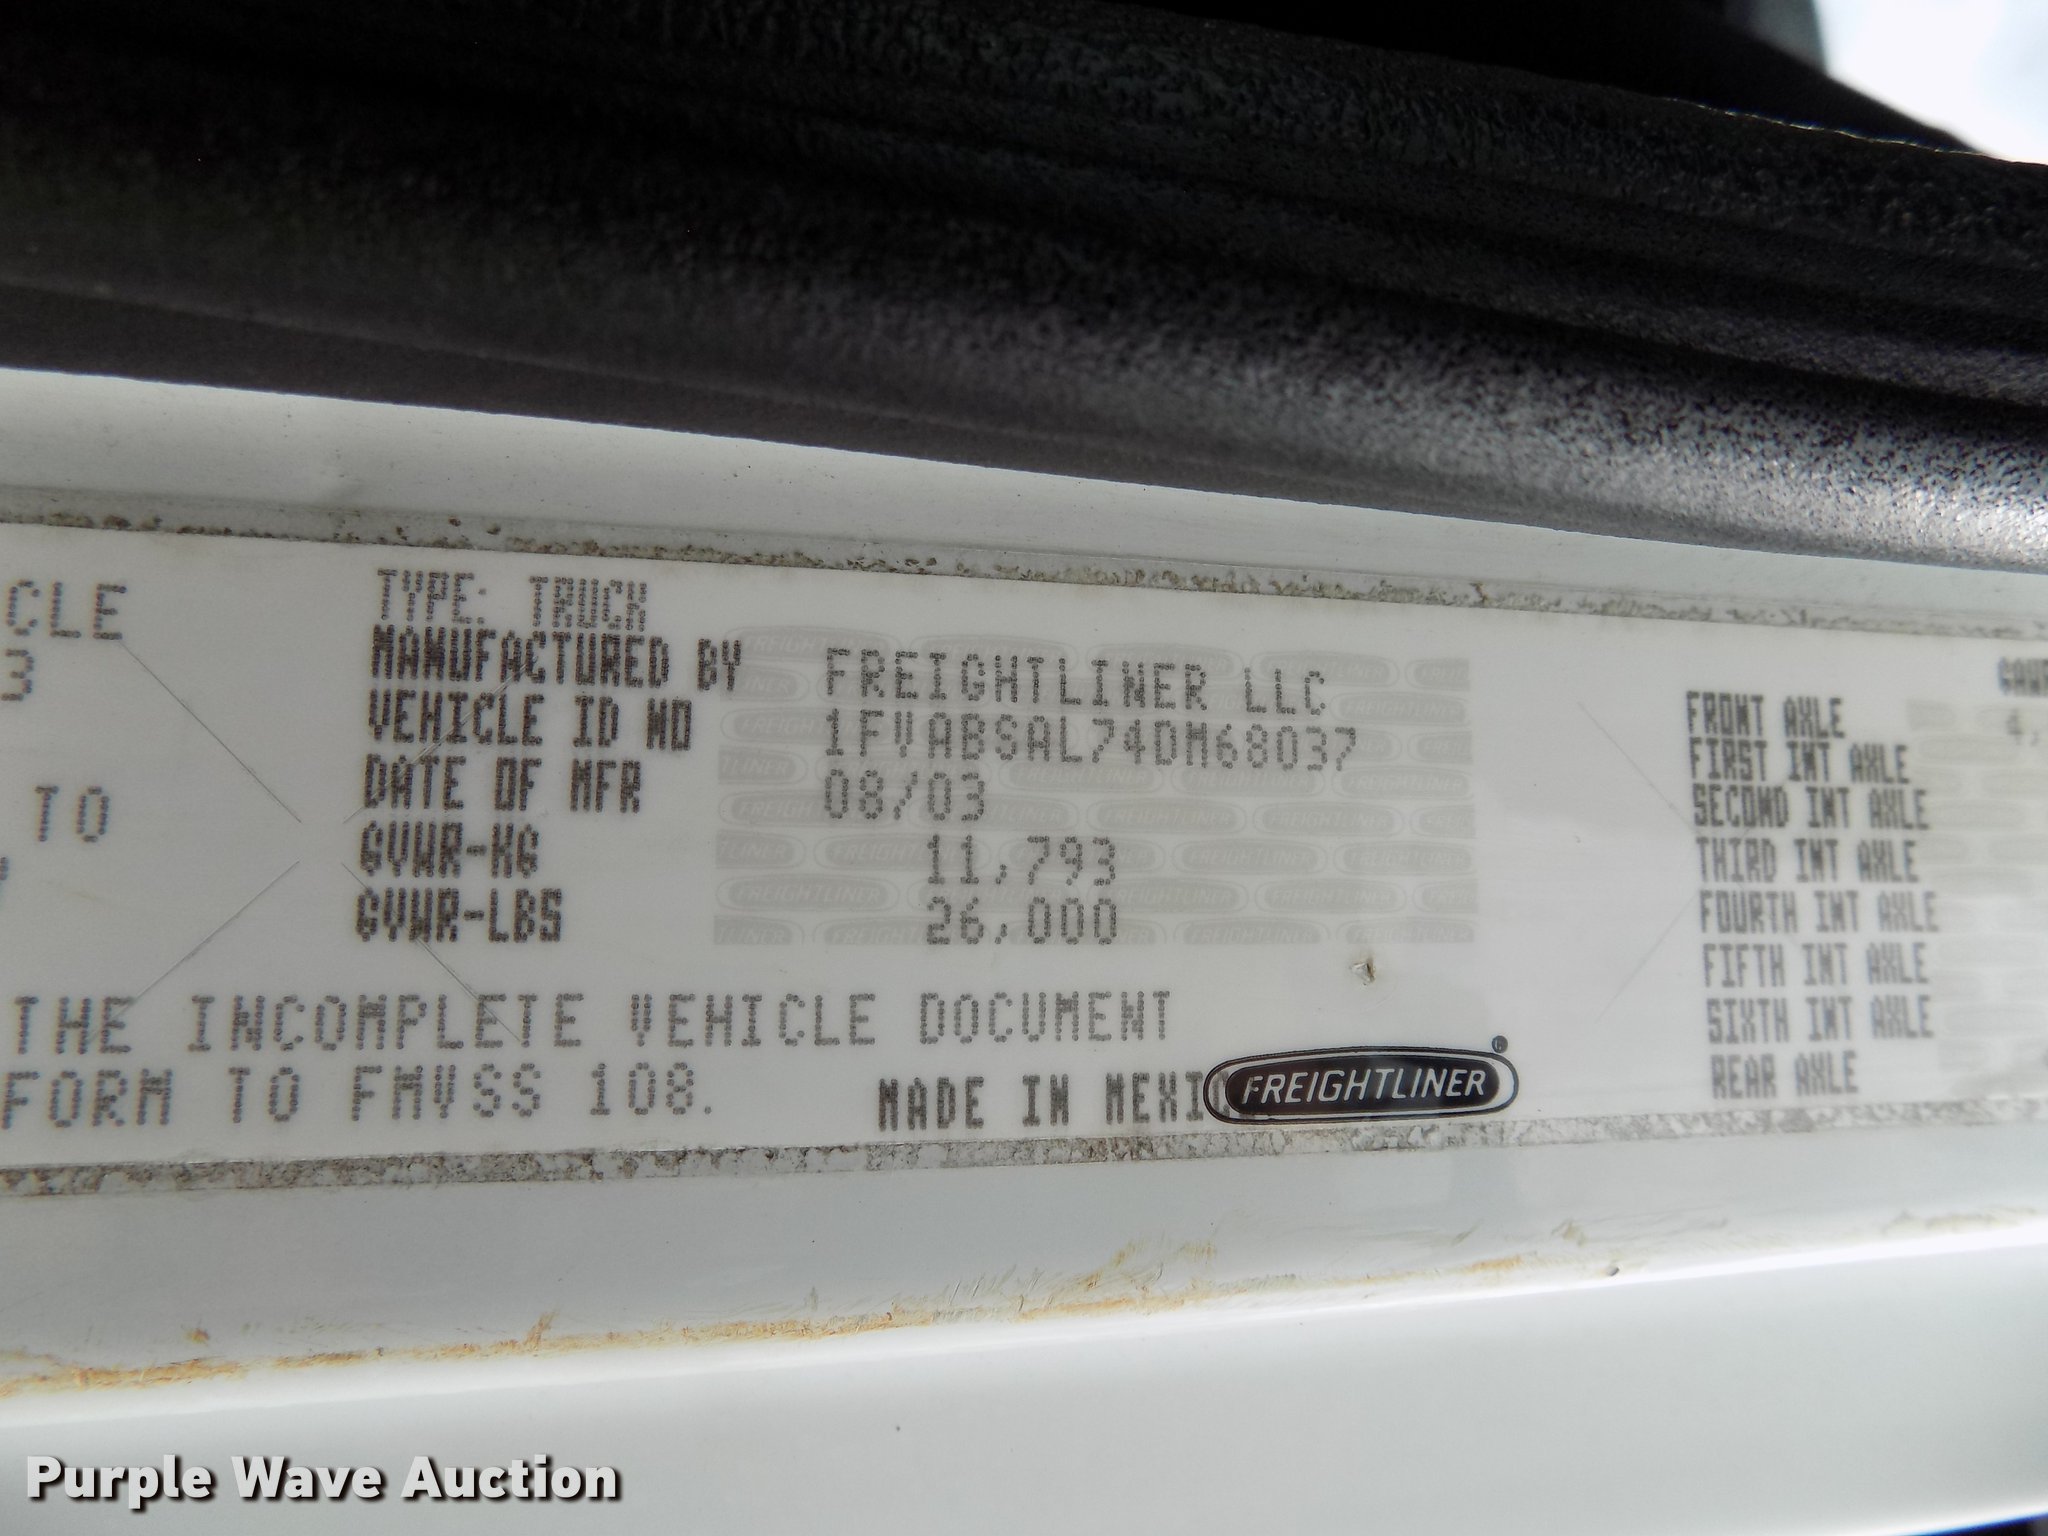 CLE
3
TO
TYPE: TRUCK
MANUFACTURED BY FREIGHTLINER LLC
VEHICLE ID NO 1FVABSAL74DM68037
DATE OF MFR 08/03
GVWR-KG 11,793
GVWR-LBS 26,000
THE INCOMPLETE VEHICLE DOCUMENT
FORM TO FMVSS 108.
MADE IN MEXICO
FREIGHTLINER
GAWR
FRONT AXLE 4,
FIRST INT AXLE
SECOND INT AXLE
THIRD INT AXLE
FOURTH INT AXLE
FIFTH INT AXLE
SIXTH INT AXLE
REAR AXLE
Purple Wave Auction